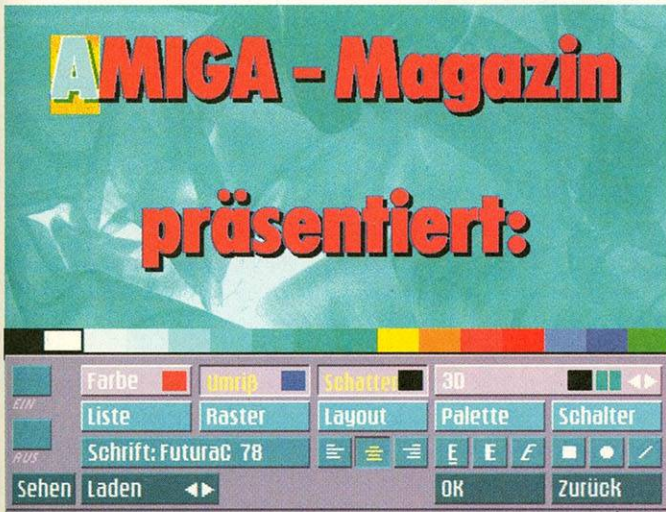 AMIGA - Magazin
präsentiert:
EIN
Farbe Umriß Schatten 3D
Liste Raster Layout Palette Schalter
AUS
Schrift: FuturaC 78 E E E
Sehen Laden OK Zurück